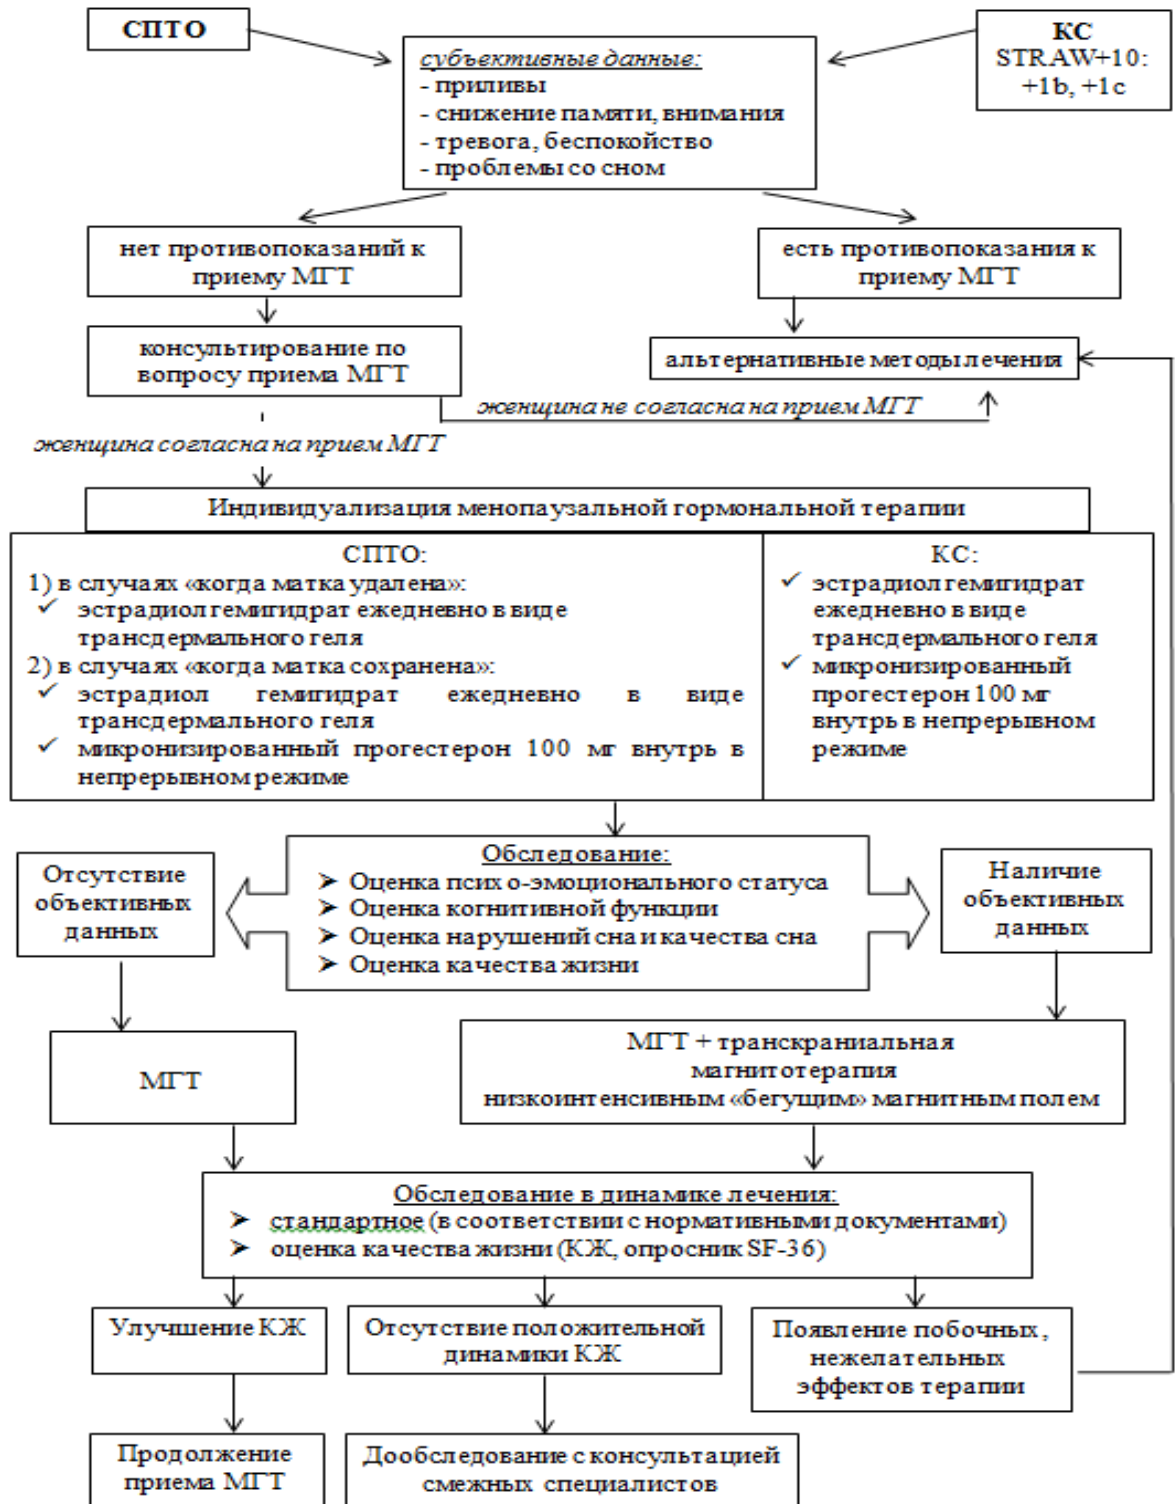 СПТО
КС
STRAW+10:
+1b, +1c
субъективные данные:
- приливы
- снижение памяти, внимания
- тревога, беспокойство
- проблемы со сном
нет противопоказаний к
приему МГТ
есть противопоказания к
приему МГТ
консультирование по
вопросу приема МГТ
альтернативные методы лечения
женщина не согласна на прием МГТ
женщина согласна на прием МГТ
Индивидуализация менопаузальной гормональной терапии
СПТО:
1) в случаях «когда матка удалена»:
✓ эстрадиол гемигидрат ежедневно в виде
трансдермального геля
2) в случаях «когда матка сохранена»:
✓ эстрадиол гемигидрат ежедневно в виде
трансдермального геля
✓ микронизированный прогестерон 100 мг внутрь в
непрерывном режиме
КС:
✓ эстрадиол гемигидрат
ежедневно в виде
трансдермального геля
✓ микронизированный
прогестерон 100 мг
внутрь в непрерывном
режиме
Обследование:
➤ Оценка психо-эмоционального статуса
➤ Оценка когнитивной функции
➤ Оценка нарушений сна и качества сна
➤ Оценка качества жизни
Отсутствие
объективных
данных
Наличие
объективных
данных
МГТ
МГТ + транскраниальная
магнитотерапия
низкоинтенсивным «бегущим» магнитным полем
Обследование в динамике лечения:
➤ стандартное (в соответствии с нормативными документами)
➤ оценка качества жизни (КЖ, опросник SF-36)
Улучшение КЖ
Отсутствие положительной
динамики КЖ
Появление побочных,
нежелательных
эффектов терапии
Продолжение
приема МГТ
Дообследование с консультацией
смежных специалистов